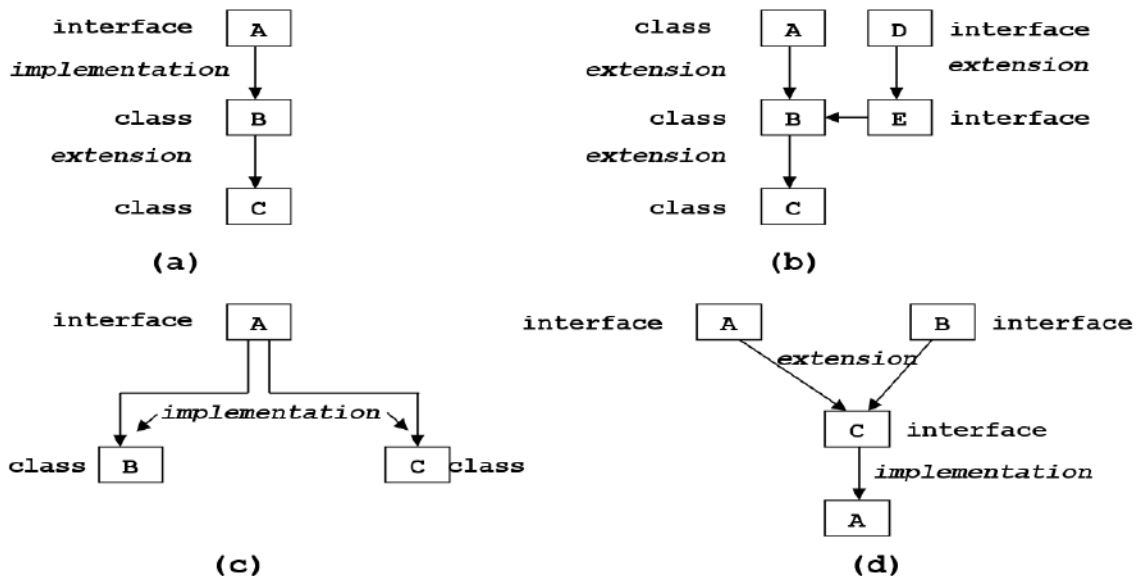 interface A
implementation
class B
extension
class C
(a)
class A D interface
extension extension
class B E interface
extension
class C
(b)
interface A
implementation
class B C class
(c)
interface A B interface
extension
C interface
implementation
A
(d)